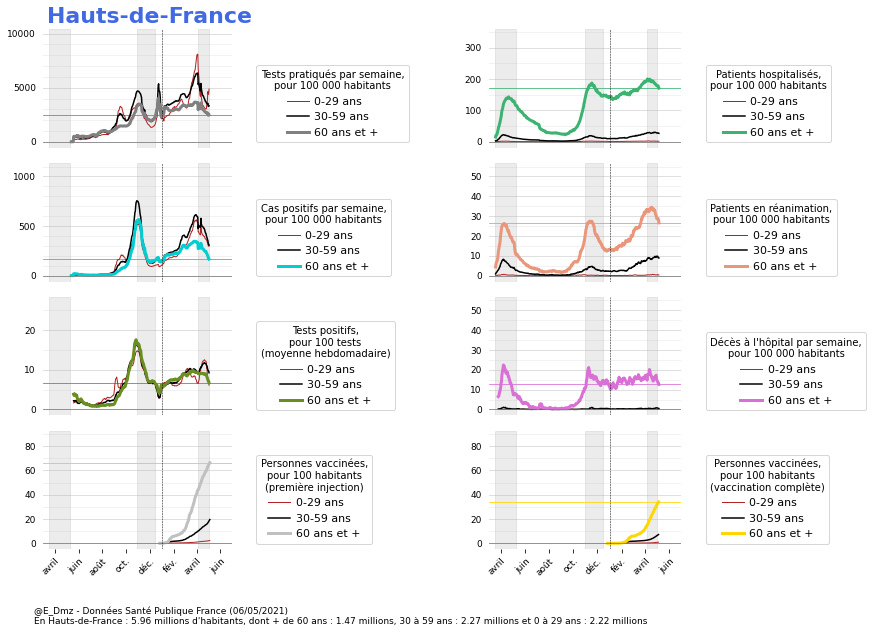 Hauts-de-France
10000
5000
0
Tests pratiqués par semaine,
pour 100 000 habitants
0-29 ans
30-59 ans
60 ans et +
300
200
100
0
Patients hospitalisés,
pour 100 000 habitants
0-29 ans
30-59 ans
60 ans et +
1000
500
0
Cas positifs par semaine,
pour 100 000 habitants
0-29 ans
30-59 ans
60 ans et +
50
40
30
20
10
0
Patients en réanimation,
pour 100 000 habitants
0-29 ans
30-59 ans
60 ans et +
20
10
0
Tests positifs,
pour 100 tests
(moyenne hebdomadaire)
0-29 ans
30-59 ans
60 ans et +
50
40
30
20
10
0
Décès à l'hôpital par semaine,
pour 100 000 habitants
0-29 ans
30-59 ans
60 ans et +
80
60
40
20
0
avril
juin
août
oct.
déc.
fév.
avril
juin
Personnes vaccinées,
pour 100 habitants
(première injection)
0-29 ans
30-59 ans
60 ans et +
80
60
40
20
0
avril
juin
août
oct.
déc.
fév.
avril
juin
Personnes vaccinées,
pour 100 habitants
(vaccination complète)
0-29 ans
30-59 ans
60 ans et +
@E_Dmz - Données Santé Publique France (06/05/2021)
En Hauts-de-France : 5.96 millions d'habitants, dont + de 60 ans : 1.47 millions, 30 à 59 ans : 2.27 millions et 0 à 29 ans : 2.22 millions